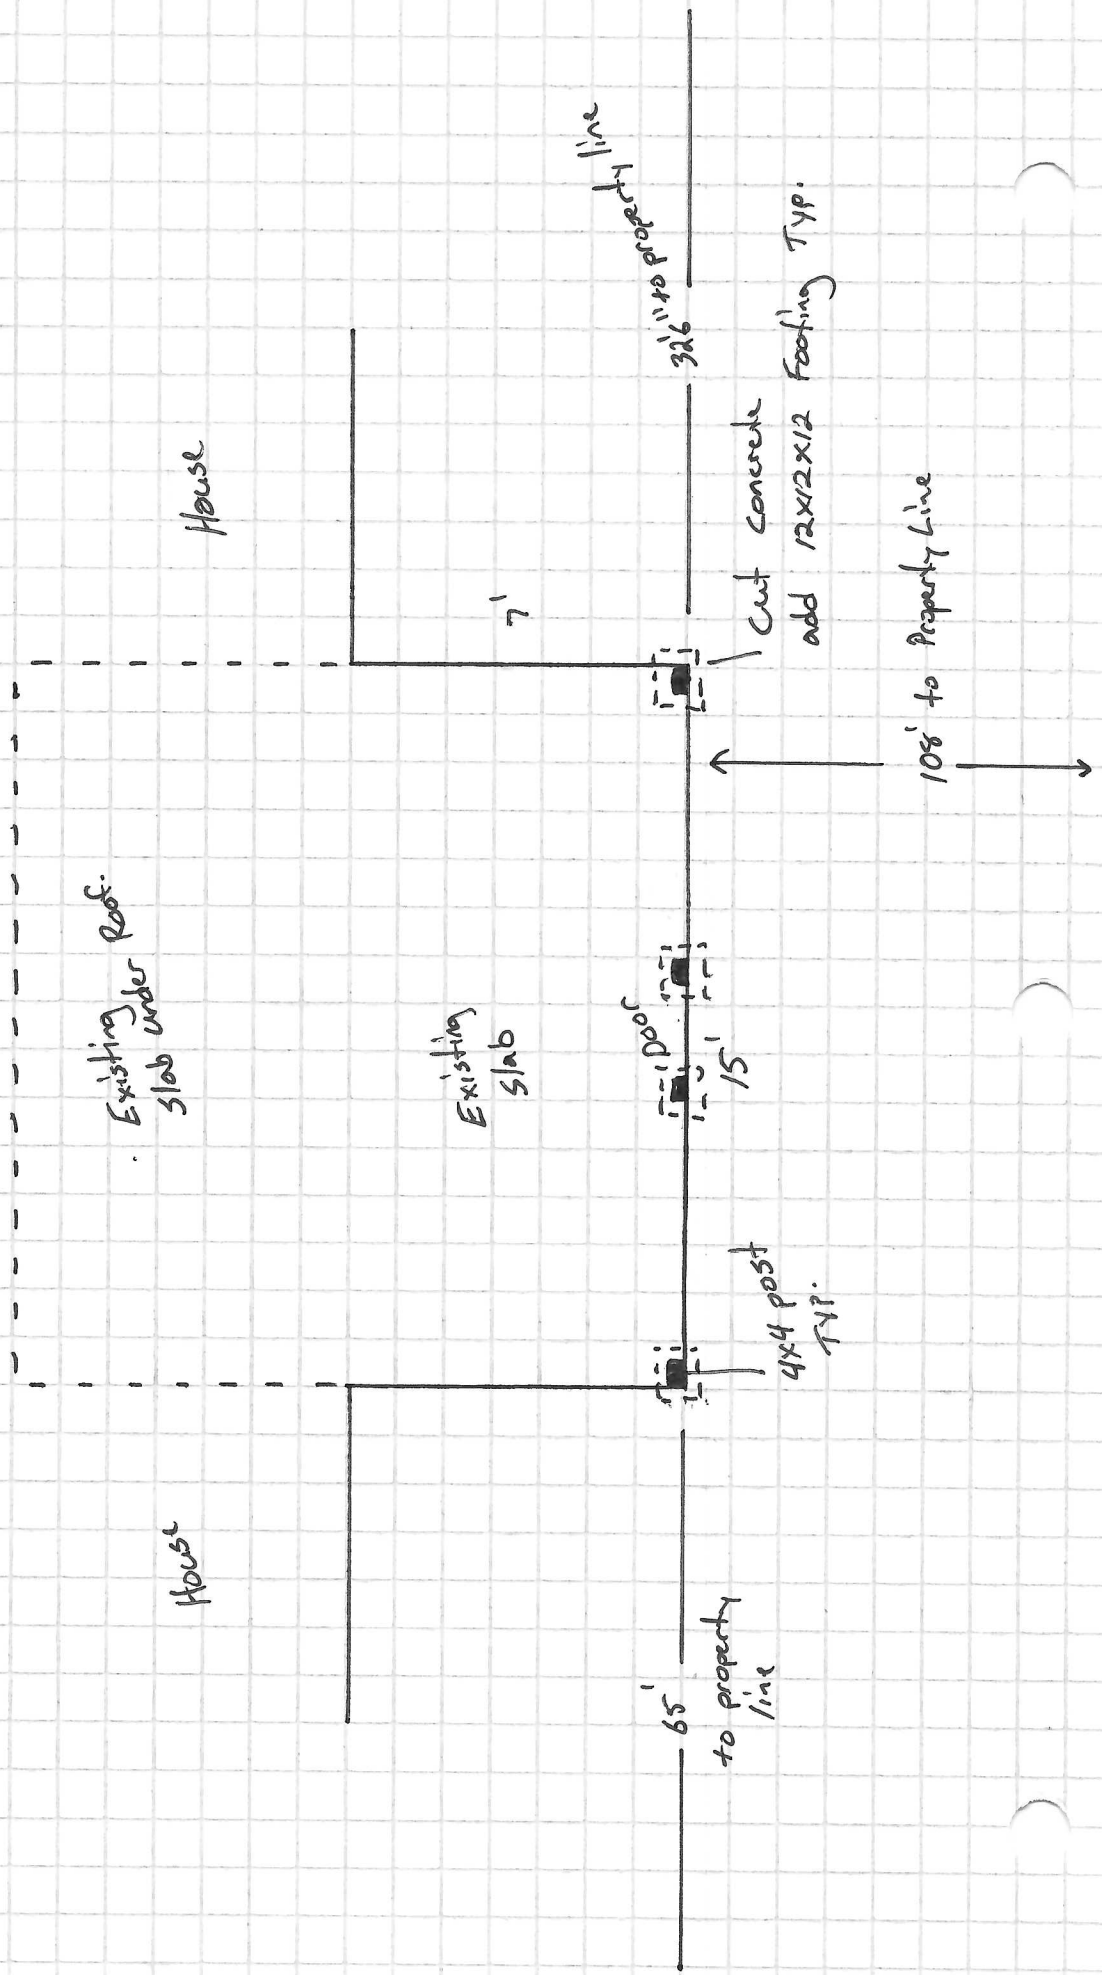 House
Existing
Slab under Roof.
House
Existing
Slab
7'
Door
15'
65'
to property
line
32'6" to property line
4x4 post
TYP.
Cut concrete
add 12x12x12 Footing TYP.
108' to Property Line